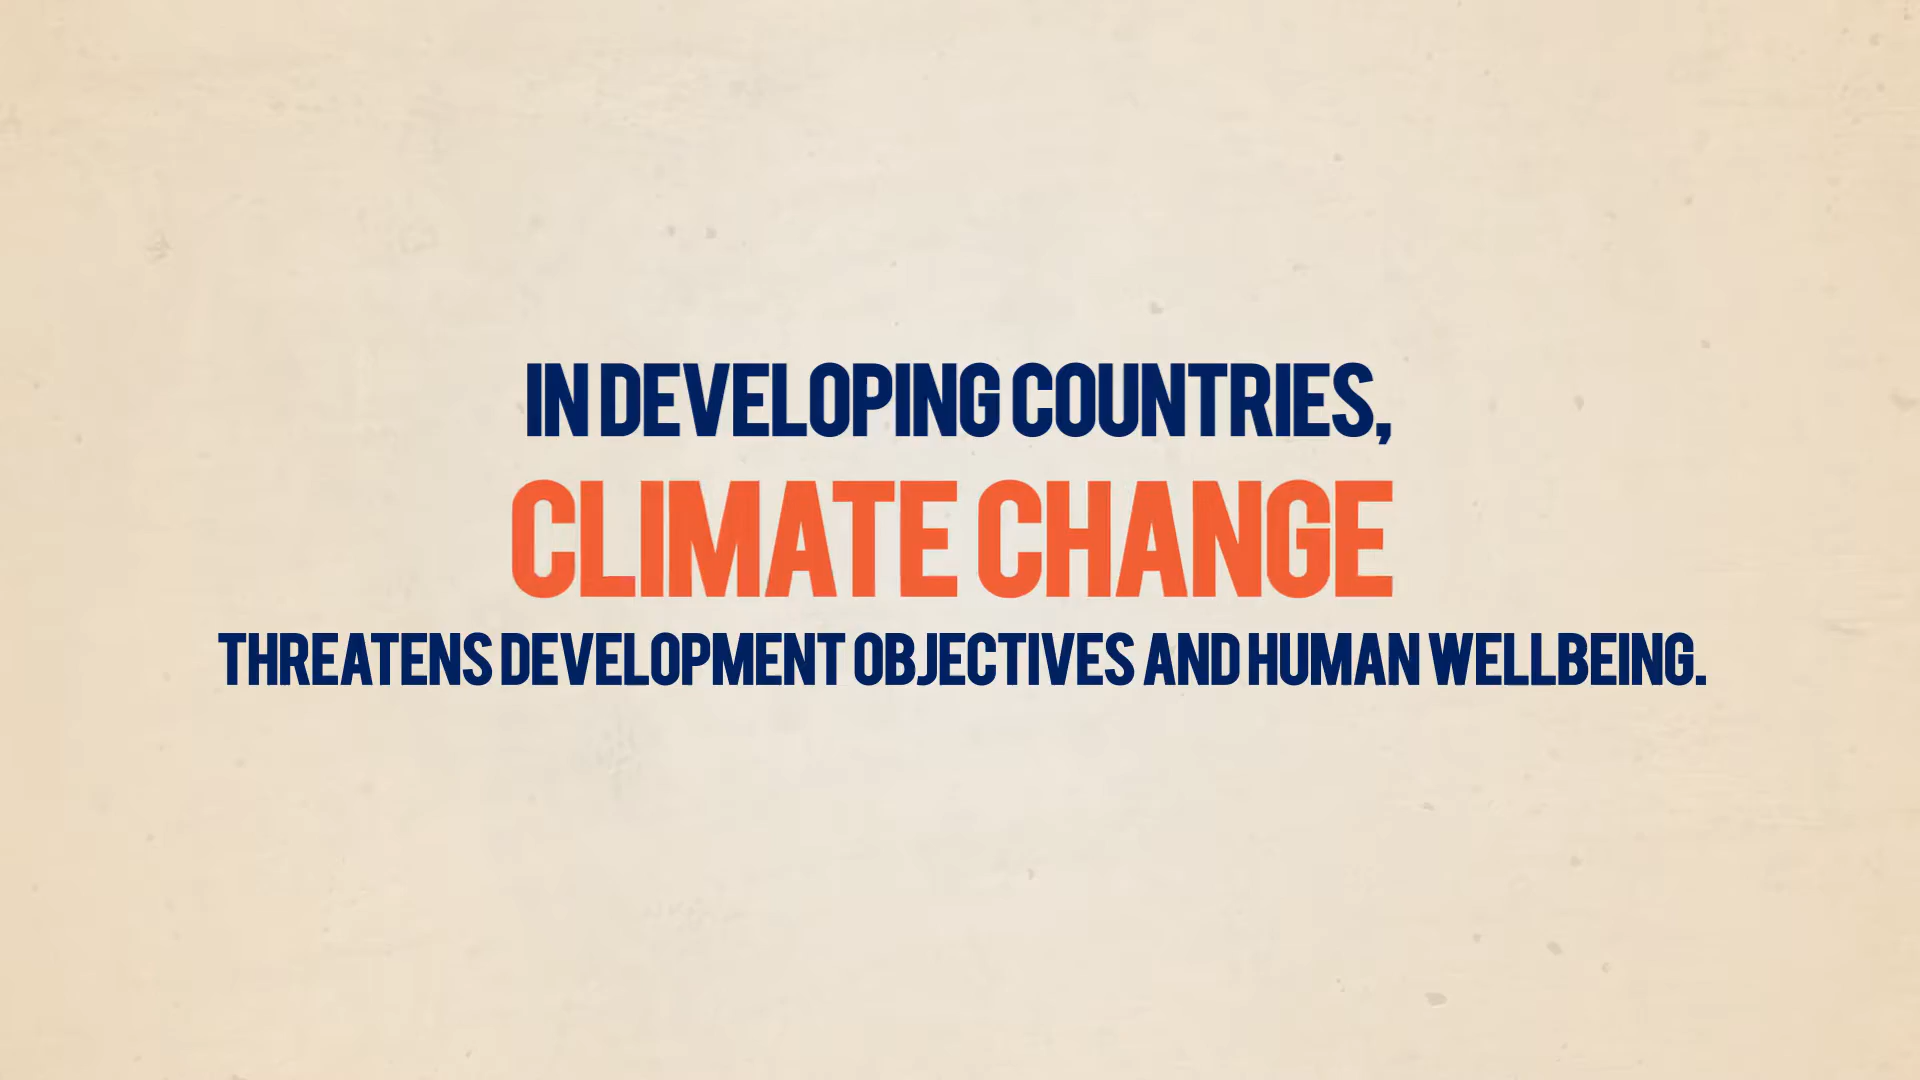 IN DEVELOPING COUNTRIES,
CLIMATE CHANGE
THREATENS DEVELOPMENT OBJECTIVES AND HUMAN WELLBEING.